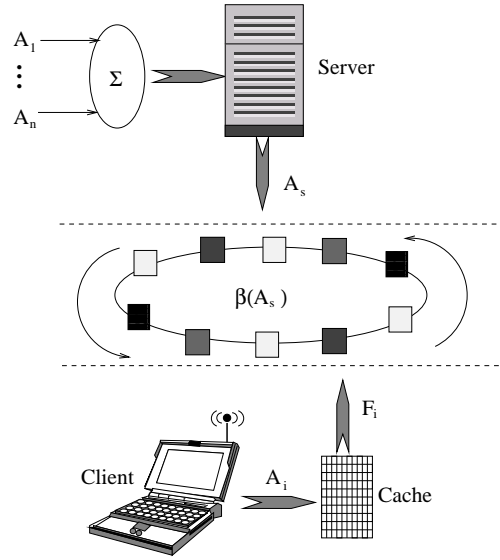 A₁
Σ
Server
Aₙ
Aₛ
β(Aₛ)
Fᵢ
Client
Aᵢ
Cache